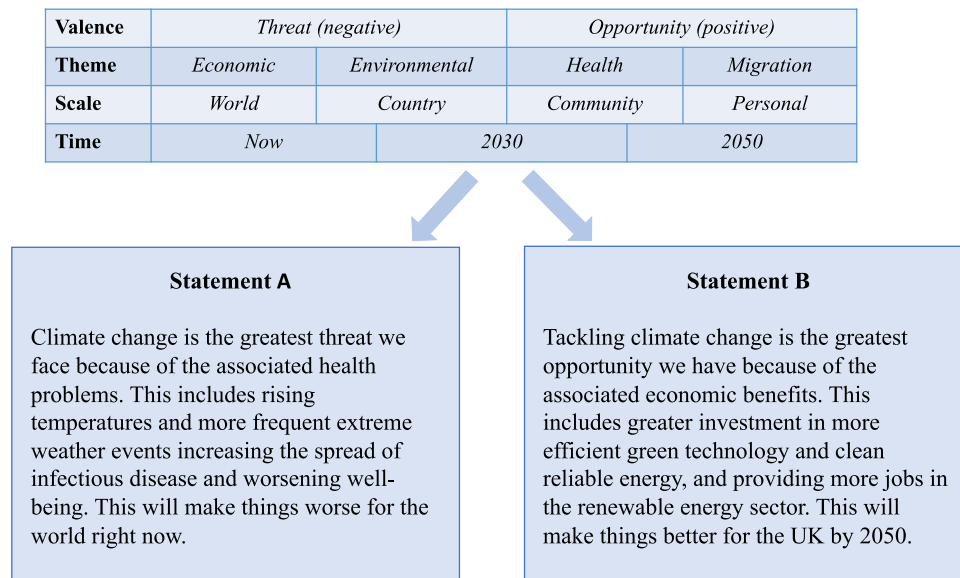 Valence Threat (negative) Opportunity (positive)
Theme Economic Environmental Health Migration
Scale World Country Community Personal
Time Now 2030 2050
Statement A
Climate change is the greatest threat we
face because of the associated health
problems. This includes rising
temperatures and more frequent extreme
weather events increasing the spread of
infectious disease and worsening well-
being. This will make things worse for the
world right now.
Statement B
Tackling climate change is the greatest
opportunity we have because of the
associated economic benefits. This
includes greater investment in more
efficient green technology and clean
reliable energy, and providing more jobs in
the renewable energy sector. This will
make things better for the UK by 2050.